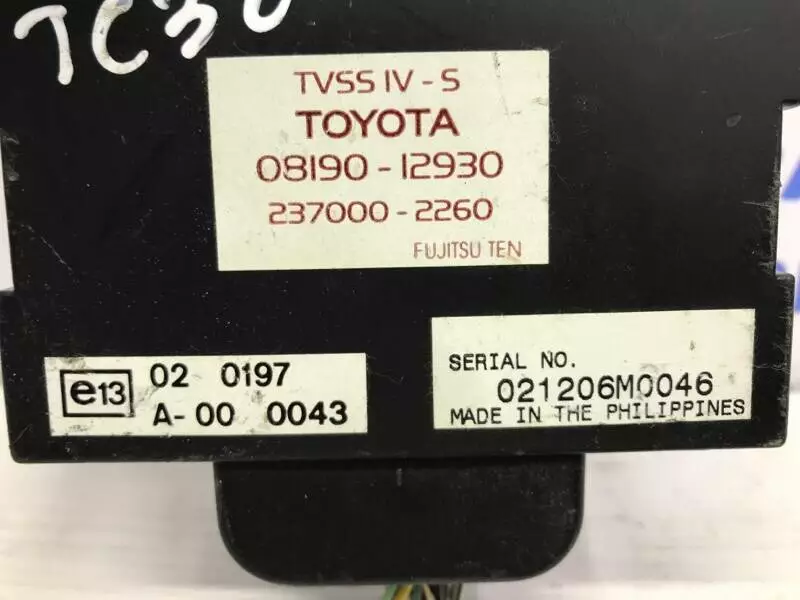 TC30
TVSS IV - S
TOYOTA
08190 - 12930
237000 - 2260
FUJITSU TEN
e13
02 0197
A-00 0043
SERIAL NO.
021206M0046
MADE IN THE PHILIPPINES